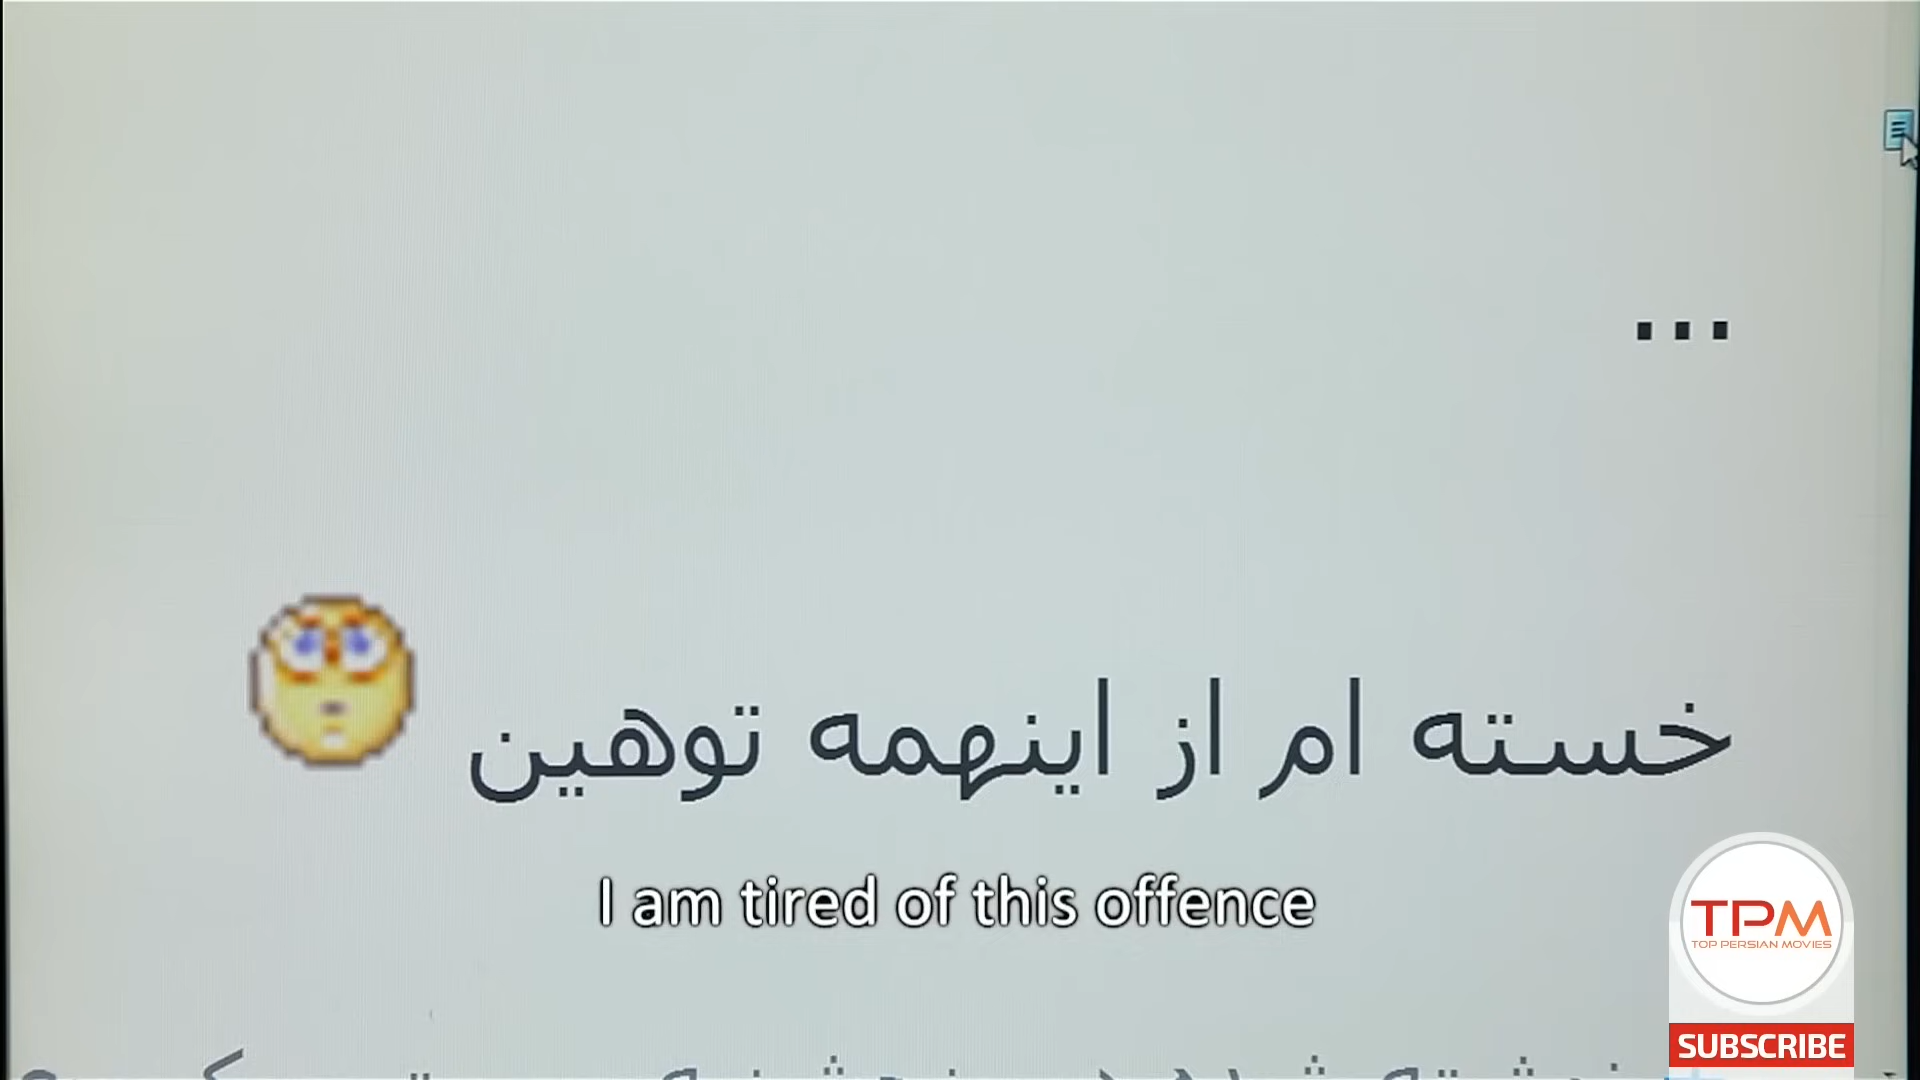 ...
خسته ام از اینهمه توهین
I am tired of this offence
TPM
TOP PERSIAN MOVIES
SUBSCRIBE